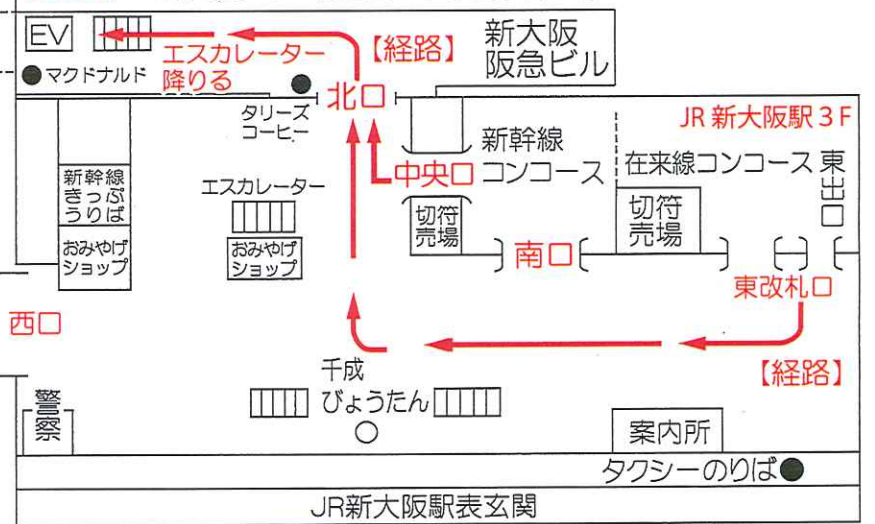 EV
エスカレーター
降りる
【経路】
新大阪
阪急ビル
●マクドナルド
タリーズ
コーヒー
北口
JR 新大阪駅 3 F
新幹線
コンコース
中央口
在来線コンコース
東出口
新幹線
きっぷ
うりば
エスカレーター
切符
売場
切符
売場
おみやげ
ショップ
おみやげ
ショップ
南口
東改札口
西口
【経路】
千成
びょうたん
警察
案内所
タクシーのりば●
JR新大阪駅表玄関